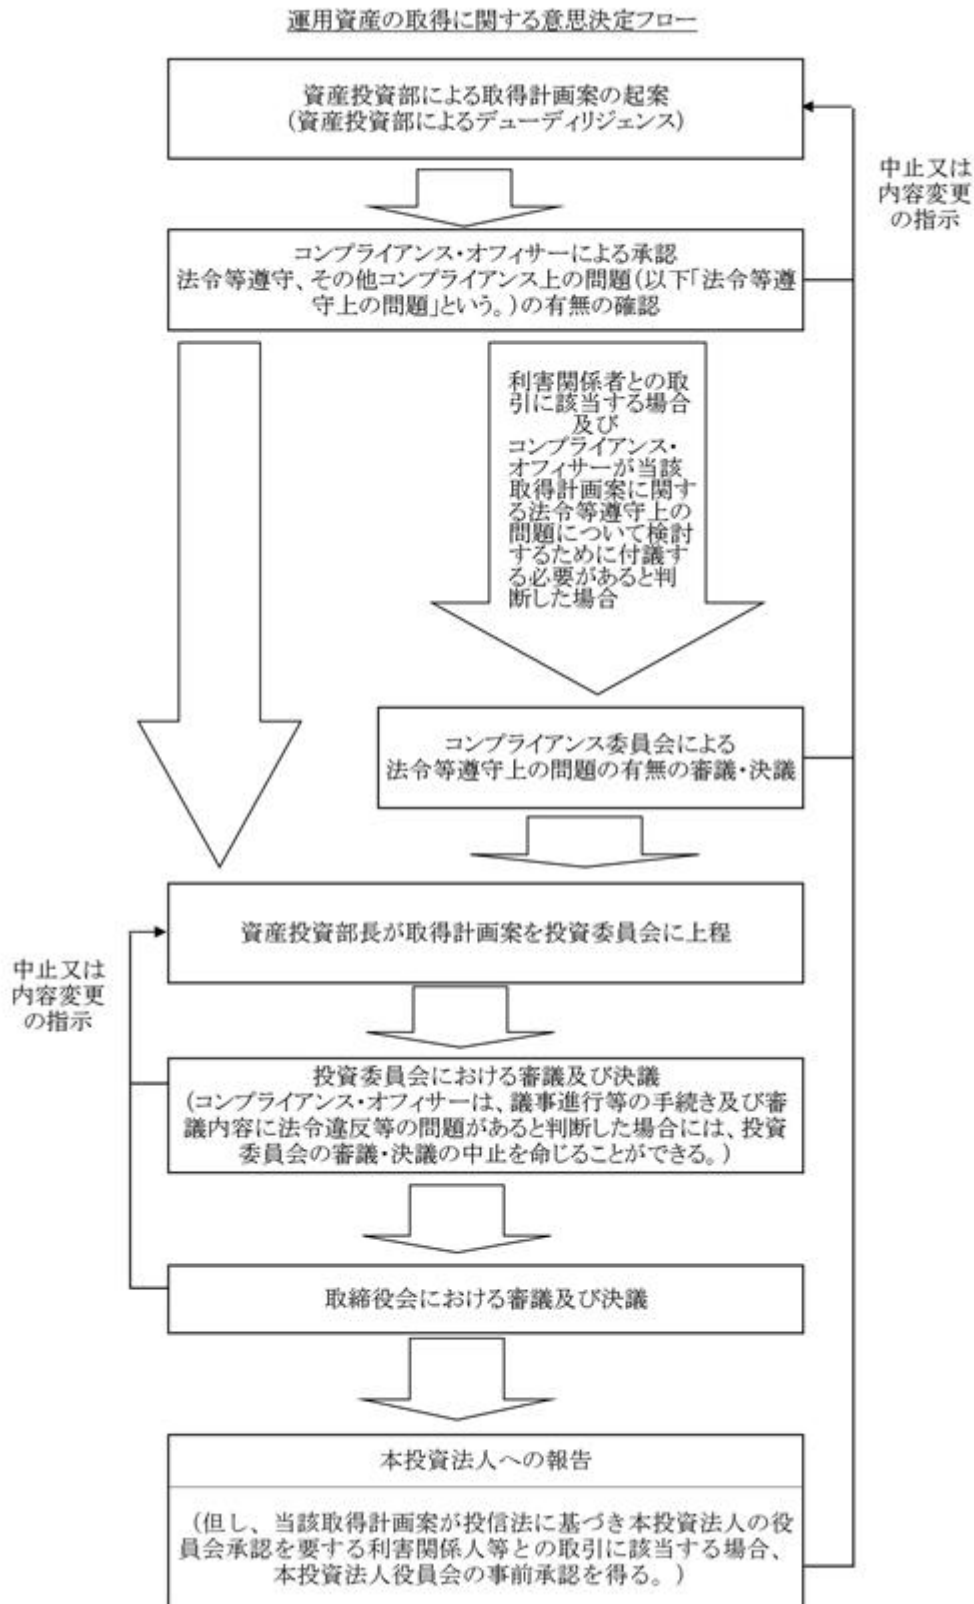 運用資産の取得に関する意思決定フロー
資産投資部による取得計画案の起案
(資産投資部によるデューディリジェンス)
中止又は
内容変更
の指示
コンプライアンス・オフィサーによる承認
法令等遵守、その他コンプライアンス上の問題(以下「法令等遵
守上の問題」という。)の有無の確認
利害関係者との取
引に該当する場合
及び
コンプライアンス・
オフィサーが当該
取得計画案に関す
る法令等遵守上の
問題について検討
するために付議す
る必要があると判
断した場合
コンプライアンス委員会による
法令等遵守上の問題の有無の審議・決議
資産投資部長が取得計画案を投資委員会に上程
中止又は
内容変更
の指示
投資委員会における審議及び決議
(コンプライアンス・オフィサーは、議事進行等の手続き及び審
議内容に法令違反等の問題があると判断した場合には、投資
委員会の審議・決議の中止を命じることができる。)
取締役会における審議及び決議
本投資法人への報告
(但し、当該取得計画案が投信法に基づき本投資法人の役
員会承認を要する利害関係人等との取引に該当する場合、
本投資法人役員会の事前承認を得る。)